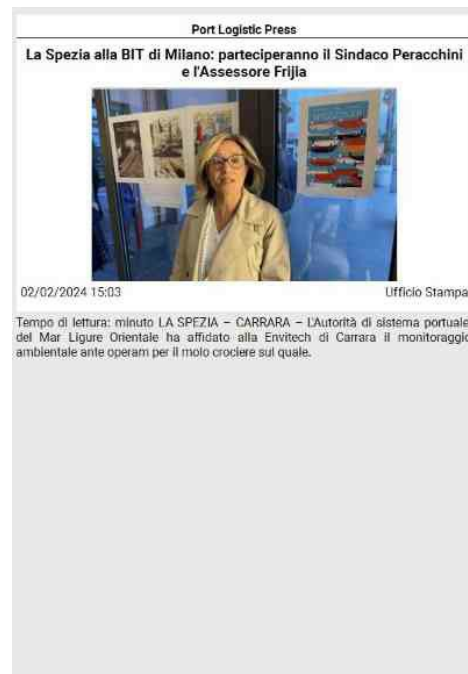 Port Logistic Press
La Spezia alla BIT di Milano: parteciperanno il Sindaco Peracchini
e l'Assessore Frijia
02/02/2024 15:03
Ufficio Stampa
Tempo di lettura: minuto LA SPEZIA – CARRARA – L'Autorità di sistema portuale
del Mar Ligure Orientale ha affidato alla Envitech di Carrara il monitoraggio
ambientale ante operam per il molo crociere sul quale.